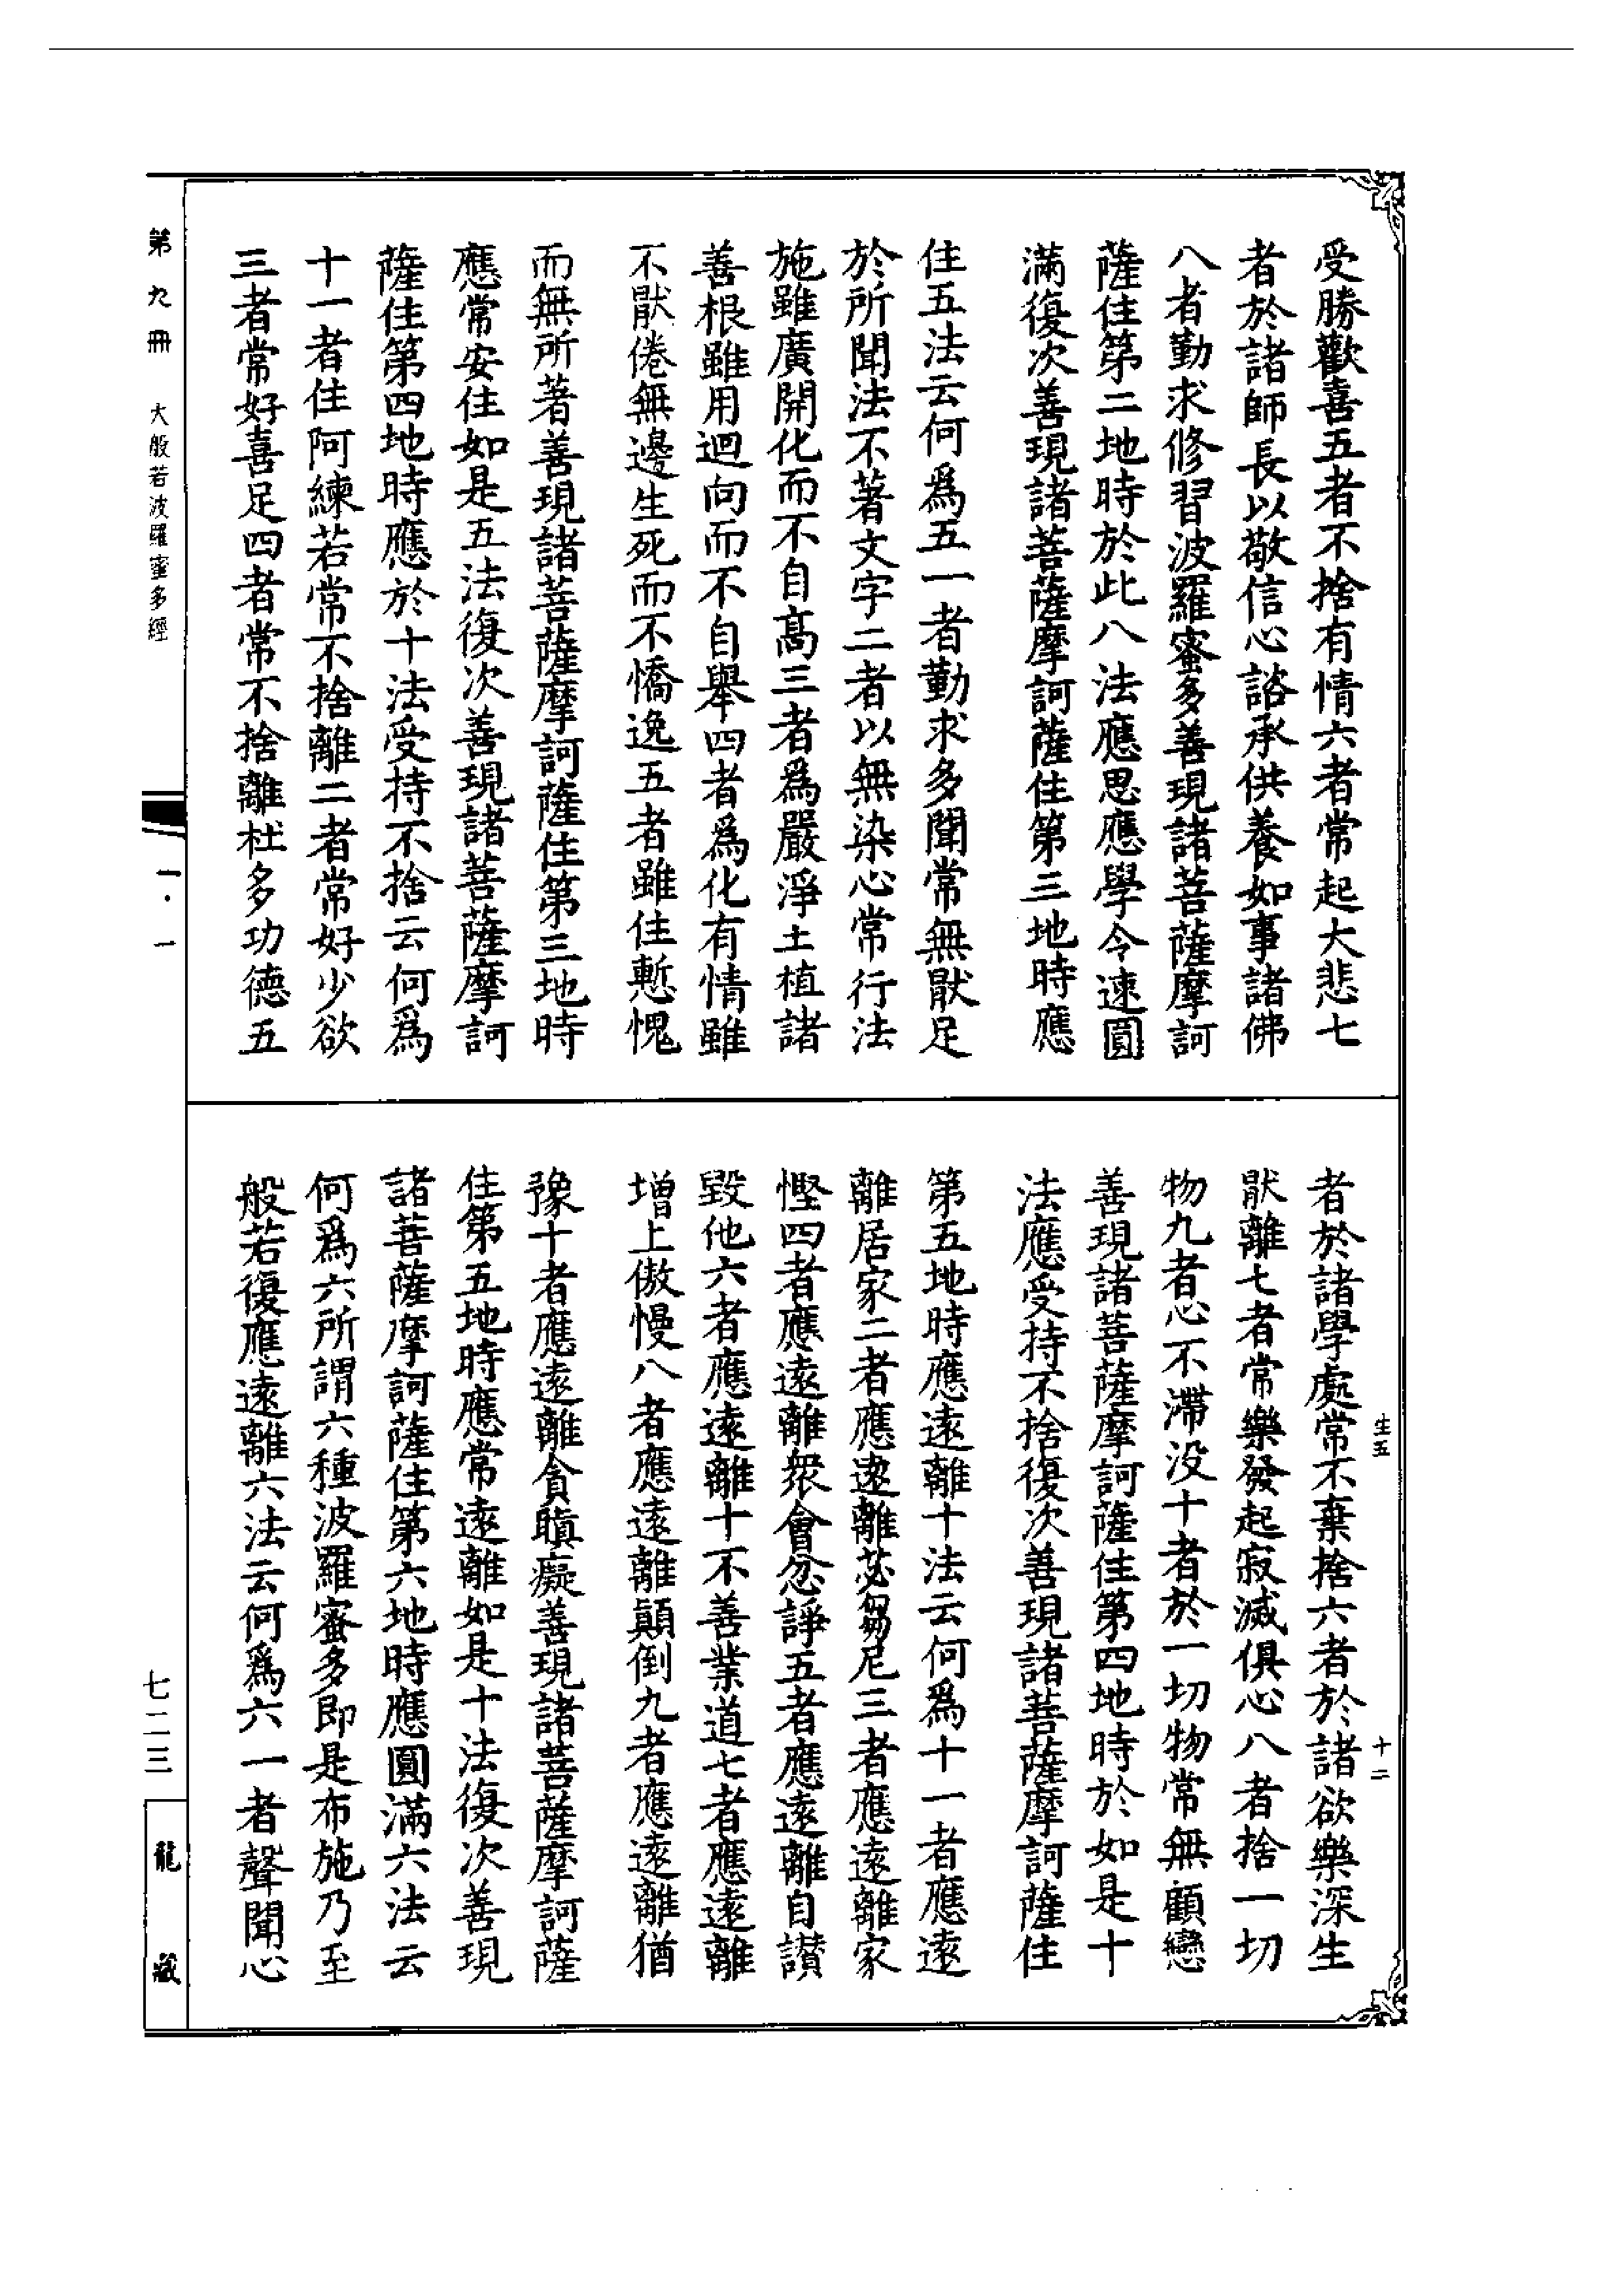 受勝歡喜五者不捨有情六者常起大悲七
者於諸師長以敬信心諮承供養如事諸佛
八者勤求修習波羅蜜多善現諸菩薩摩訶
薩住第二地時於此八法應思應學令速圓
滿復次善現諸菩薩摩訶薩住第三地時應
住五法云何爲五一者勤求多聞常無猒足
於所聞法不著文字二者以無染心常行法
施雖廣開化而不自高三者爲嚴淨土植諸
善根雖用迴向而不自舉四者爲化有情雖
不猒倦無邊生死而不憍逸五者雖住慙愧
而無所著善現諸菩薩摩訶薩住第三地時
應常安住如是五法復次善現諸菩薩摩訶
薩住第四地時應於十法受持不捨云何爲
十一者住阿練若常不捨離二者常好少欲
三者常好喜足四者常不捨離杜多功德五
者於諸學處常不棄捨六者於諸欲樂深生
猒離七者常樂發起寂滅俱心八者捨一切
物九者心不滯没十者於一切物常無顧戀
善現諸菩薩摩訶薩住第四地時於如是十
法應受持不捨復次善現諸菩薩摩訶薩住
第五地時應遠離十法云何爲十一者應遠
離居家二者應遠離苾芻尼三者應遠離家
慳四者應遠離衆會忿諍五者應遠離自讃
毀他六者應遠離十不善業道七者應遠離
增上傲慢八者應遠離顛倒九者應遠離猶
豫十者應遠離貪瞋癡善現諸菩薩摩訶薩
住第五地時應常遠離如是十法復次善現
諸菩薩摩訶薩住第六地時應圓滿六法云
何爲六所謂六種波羅蜜多即是布施乃至
般若復應遠離六法云何爲六一者聲聞心
生五
十二
第九冊
大般若波羅蜜多經
一·一
七二三
龍藏